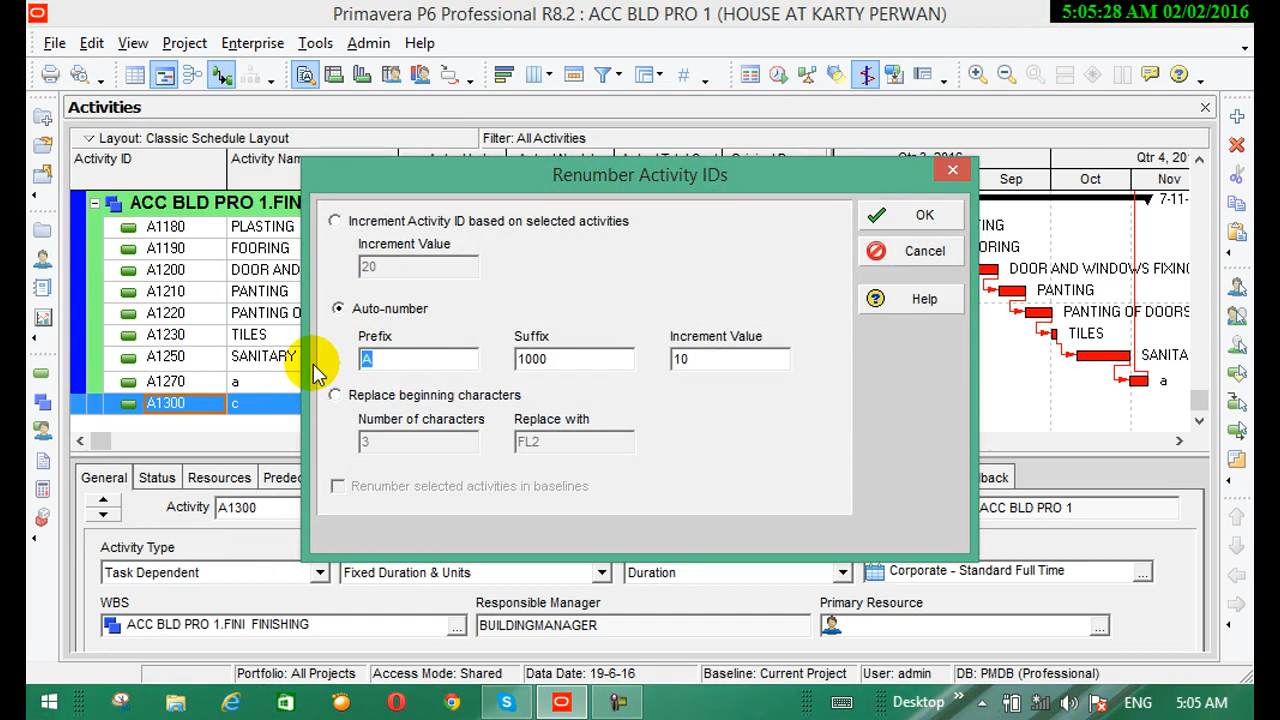 Primavera P6 Professional R8.2 : ACC BLD PRO 1 (HOUSE AT KARTY PERWAN)
5:05:28 AM 02/02/2016
File Edit View Project Enterprise Tools Admin Help
Activities
Layout: Classic Schedule Layout
Filter: All Activities
Activity ID
Qtr 4, 20
Sep Oct Nov
ACC BLD PRO 1.FINI
7-11-
A1180 PLASTING
A1190 FOORING
A1200 DOOR AND
DOOR AND WINDOWS FIXING
A1210 PANTING
PANTING
A1220 PANTING OF
PANTING OF DOORS
A1230 TILES
TILES
A1250 SANITARY
SANITA
A1270 a
a
A1300 c
Renumber Activity IDs
Increment Activity ID based on selected activities
Increment Value
20
Auto-number
Prefix Suffix Increment Value
A 1000 10
Replace beginning characters
Number of characters Replace with
3 FL2
Renumber selected activities in baselines
OK
Cancel
Help
General Status Resources
Activity A1300
ACC BLD PRO 1
Activity Type
Task Dependent Fixed Duration & Units Duration Corporate - Standard Full Time
WBS Responsible Manager Primary Resource
ACC BLD PRO 1.FINI FINISHING BUILDINGMANAGER
Portfolio: All Projects Access Mode: Shared Data Date: 19-6-16 Baseline: Current Project User: admin DB: PMDB (Professional)
Desktop ENG 5:05 AM